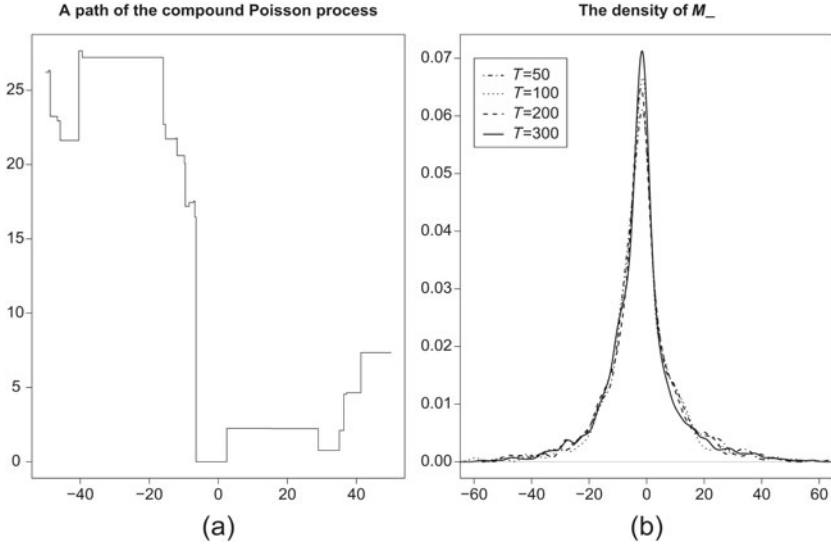 A path of the compound Poisson process
25
20
15
10
5
0
−40 −20 0 20 40
(a)
The density of M_
0.07
0.06
0.05
0.04
0.03
0.02
0.01
0.00
T=50
T=100
T=200
T=300
−60 −40 −20 0 20 40 60
(b)